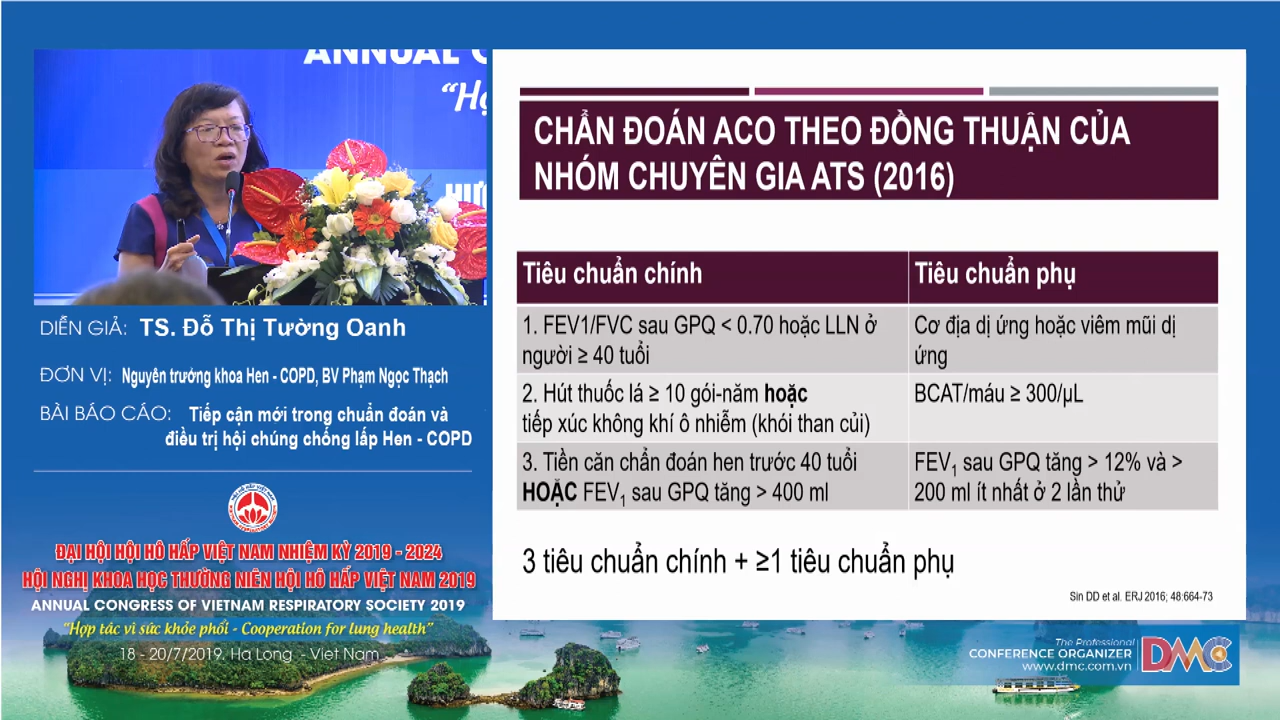 ANNUAL C
“Hợ
DIỄN GIẢ: TS. Đỗ Thị Tường Oanh
ĐƠN VỊ: Nguyên trưởng khoa Hen - COPD, BV Phạm Ngọc Thạch
BÀI BÁO CÁO: Tiếp cận mới trong chuẩn đoán và
điều trị hội chúng chống lấp Hen - COPD
ĐẠI HỘI HỘI HÔ HẤP VIỆT NAM NHIỆM KỲ 2019 - 2024
HỘI NGHỊ KHOA HỌC THƯỜNG NIÊN HỘI HÔ HẤP VIỆT NAM 2019
ANNUAL CONGRESS OF VIETNAM RESPIRATORY SOCIETY 2019
“Hợp tác vì sức khỏe phổi - Cooperation for lung health”
18 - 20/7/2019. Ha Long - Viet Nam
CHẨN ĐOÁN ACO THEO ĐỒNG THUẬN CỦA
NHÓM CHUYÊN GIA ATS (2016)
Tiêu chuẩn chính
Tiêu chuẩn phụ
1. FEV1/FVC sau GPQ < 0.70 hoặc LLN ở
người ≥ 40 tuổi
Cơ địa dị ứng hoặc viêm mũi dị
ứng
2. Hút thuốc lá ≥ 10 gói-năm hoặc
tiếp xúc không khí ô nhiễm (khói than củi)
BCAT/máu ≥ 300/µL
3. Tiền căn chẩn đoán hen trước 40 tuổi
HOẶC FEV1 sau GPQ tăng > 400 ml
FEV1 sau GPQ tăng > 12% và >
200 ml ít nhất ở 2 lần thử
3 tiêu chuẩn chính + ≥1 tiêu chuẩn phụ
Sin DD et al. ERJ 2016; 48:664-73
The Professional
CONFERENCE ORGANIZER
www.dmc.com.vn
DMC